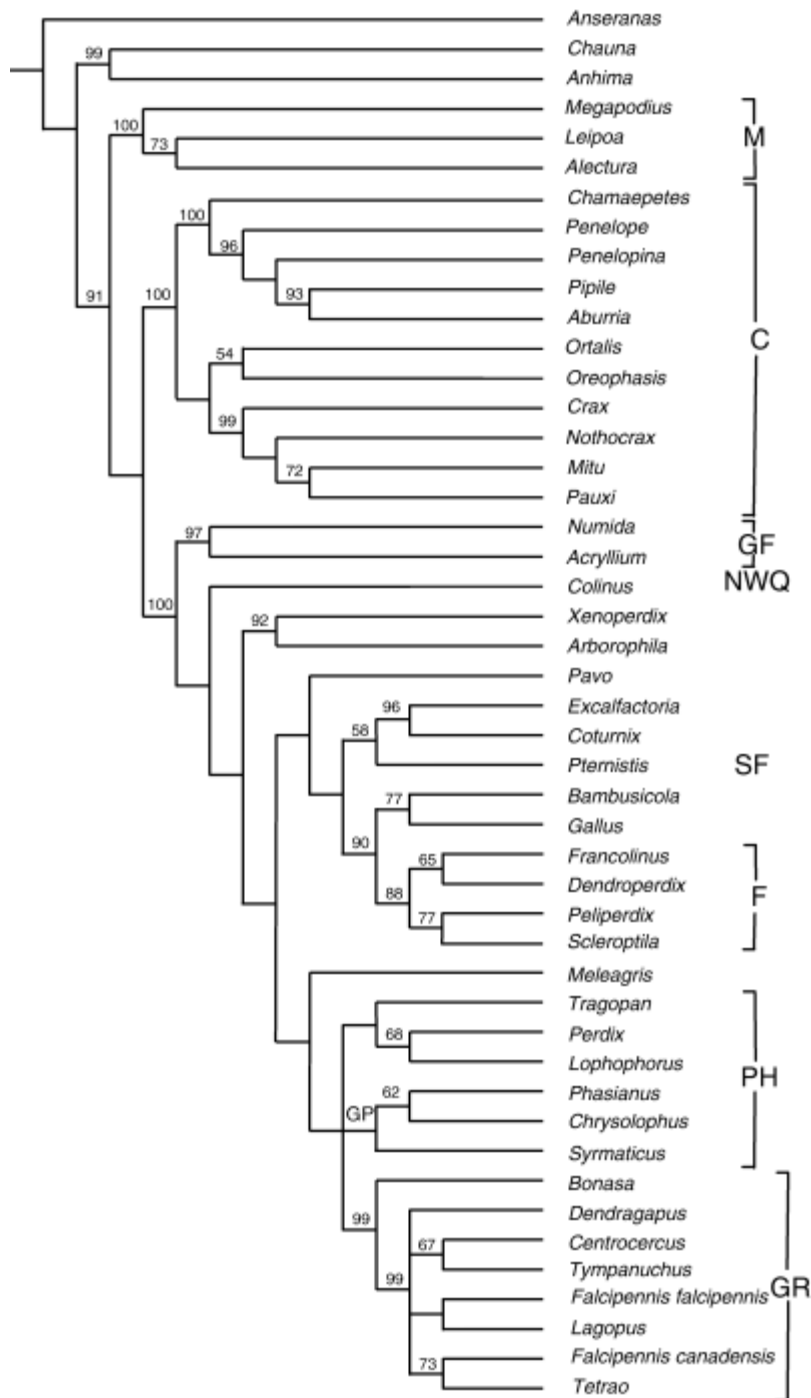 Anseranas
99
Chauna
Anhima
Megapodius
100
M
Leipoa
73
Alectura
Chamaepetes
100
Penelope
96
Penelopina
Pipile
91
100
93
Aburria
C
Ortalis
54
Oreophasis
Crax
99
Nothocrax
Mitu
72
Pauxi
Numida
97
GF
Acryllium
NWQ
Colinus
100
Xenoperdix
92
Arborophila
Pavo
Excalfactoria
96
Coturnix
58
Pternistis
SF
Bambusicola
77
Gallus
90
Francolinus
65
Dendroperdix
88
F
Peliperdix
77
Scleroptila
Meleagris
Tragopan
Perdix
68
Lophophorus
PH
Phasianus
62
GP
Chrysolophus
Syrmaticus
Bonasa
Dendragapus
99
Centrocercus
67
Tympanuchus
99
GR
Falcipennis falcipennis
Lagopus
Falcipennis canadensis
73
Tetrao